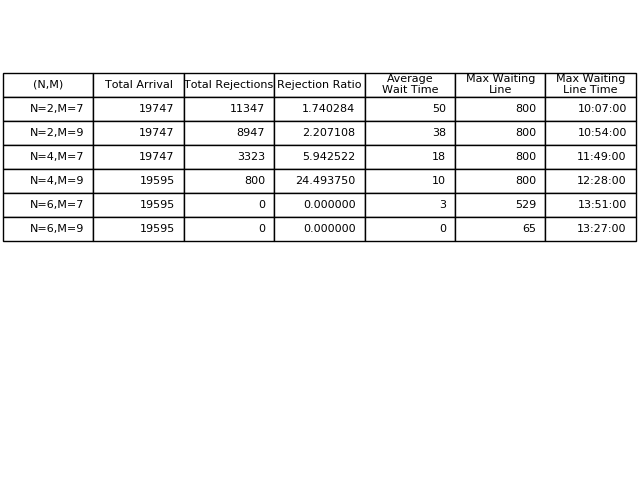 (N,M) Total Arrival Total Rejections Rejection Ratio Average Wait Time Max Waiting Line Max Waiting Line Time
N=2,M=7 19747 11347 1.740284 50 800 10:07:00
N=2,M=9 19747 8947 2.207108 38 800 10:54:00
N=4,M=7 19747 3323 5.942522 18 800 11:49:00
N=4,M=9 19595 800 24.493750 10 800 12:28:00
N=6,M=7 19595 0 0.000000 3 529 13:51:00
N=6,M=9 19595 0 0.000000 0 65 13:27:00